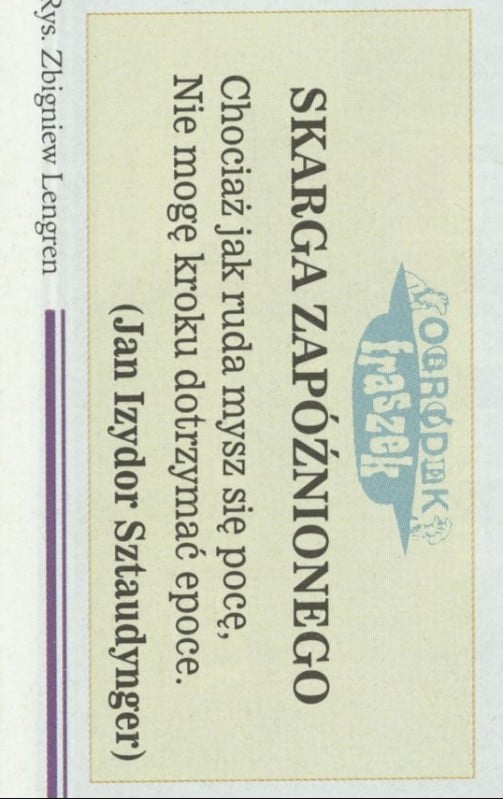 OGRÓDEK
fraszek
SKARGA ZAPÓŹNIONEGO
Chociaż jak ruda mysz się pocę,
Nie mogę kroku dotrzymać epoce.
(Jan Izydor Sztaudynger)
Rys. Zbigniew Lengren